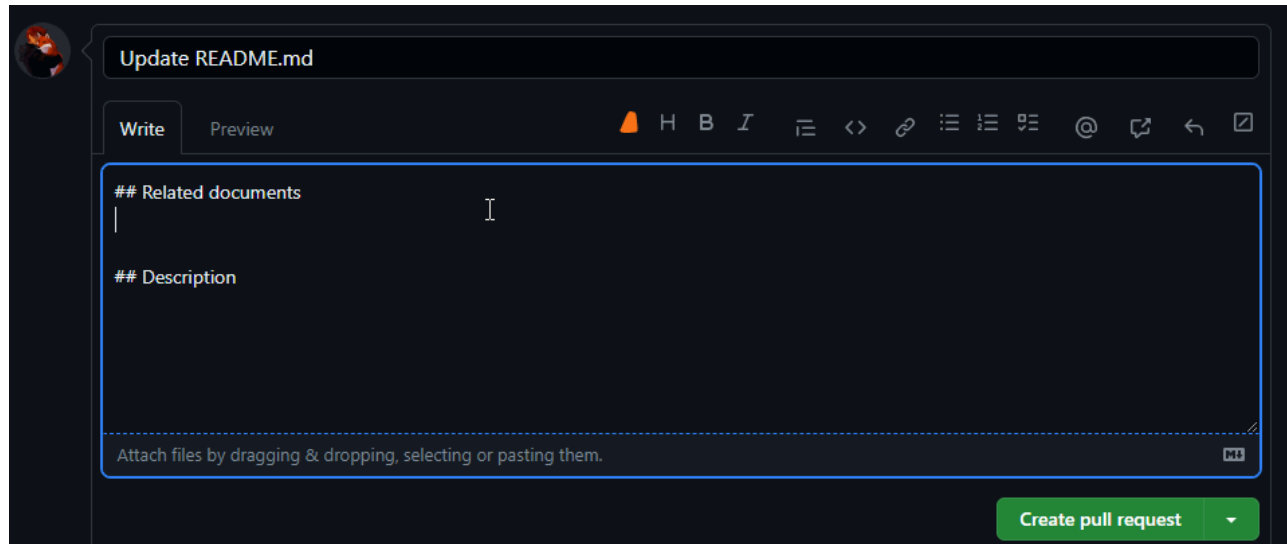 Update README.md
Write Preview H B I
## Related documents
## Description
Attach files by dragging & dropping, selecting or pasting them.
Create pull request